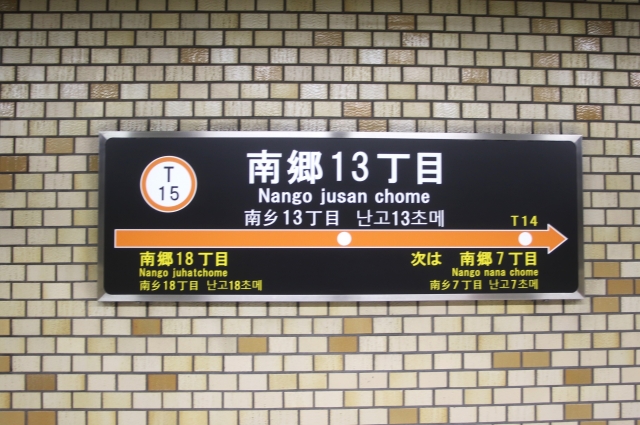 T
15
南郷13丁目
Nango jusan chome
南乡13丁目 난고13초메
T14
南郷18丁目
Nango juhatchome
南乡18丁目 난고18초메
次は 南郷7丁目
Nango nana chome
南乡7丁目 난고7초메